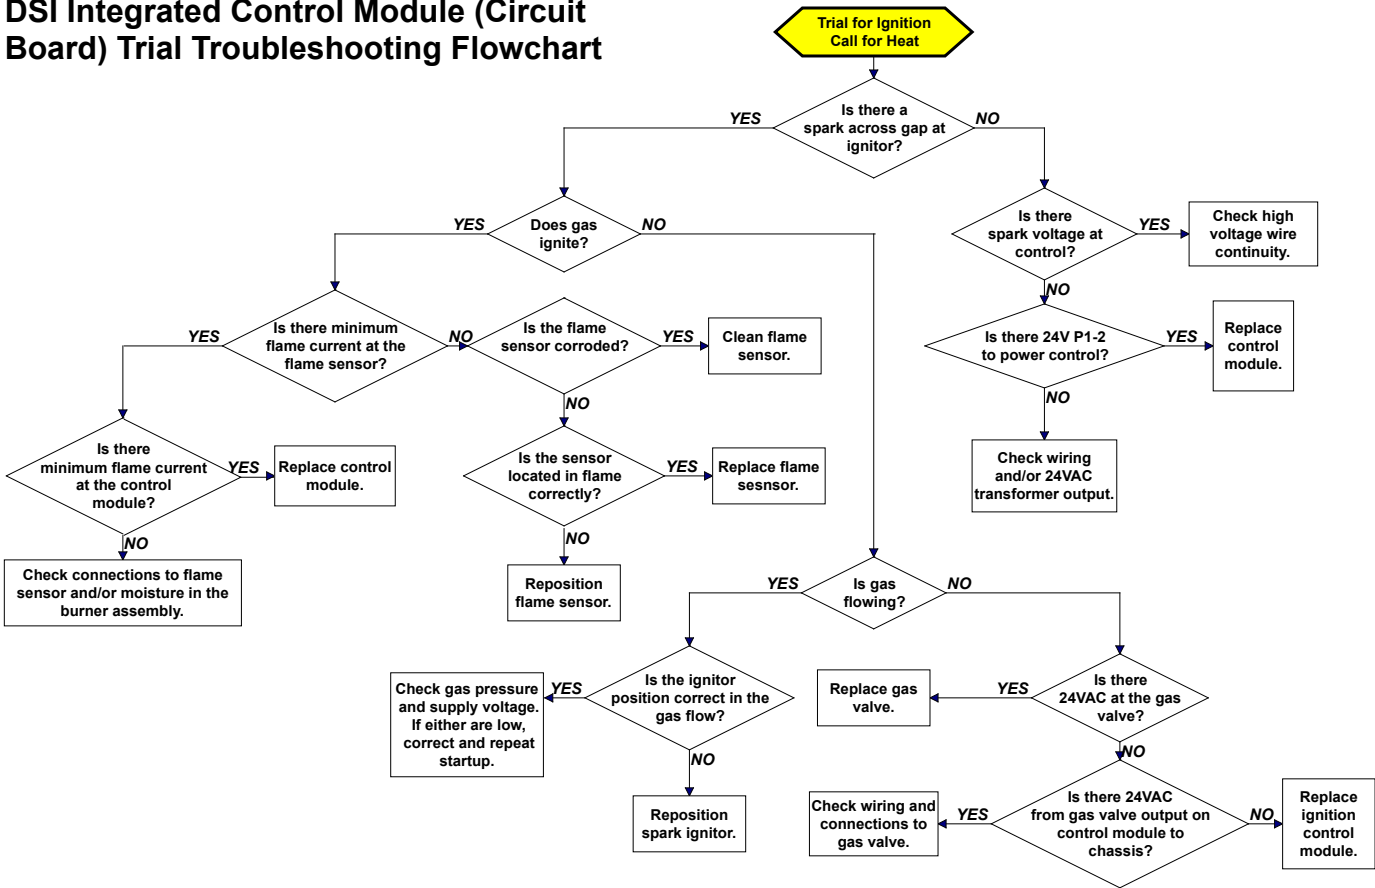 DSI Integrated Control Module (Circuit
Board) Trial Troubleshooting Flowchart
Trial for Ignition
Call for Heat
Is there a
spark across gap at
ignitor?
YES
NO
Does gas
ignite?
YES
NO
Is there
spark voltage at
control?
YES
Check high
voltage wire
continuity.
NO
Is there minimum
flame current at the
flame sensor?
YES
NO
Is the flame
sensor corroded?
YES
Clean flame
sensor.
NO
Is there 24V P1-2
to power control?
YES
Replace
control
module.
NO
Is there
minimum flame current
at the control
module?
YES
Replace control
module.
NO
Is the sensor
located in flame
correctly?
YES
Replace flame
sesnsor.
NO
Check wiring
and/or 24VAC
transformer output.
Check connections to flame
sensor and/or moisture in the
burner assembly.
Reposition
flame sensor.
Is gas
flowing?
YES
NO
Is the ignitor
position correct in the
gas flow?
YES
Check gas pressure
and supply voltage.
If either are low,
correct and repeat
startup.
NO
Reposition
spark ignitor.
Is there
24VAC at the gas
valve?
YES
Replace gas
valve.
NO
Is there 24VAC
from gas valve output on
control module to
chassis?
YES
Check wiring and
connections to
gas valve.
NO
Replace
ignition
control
module.